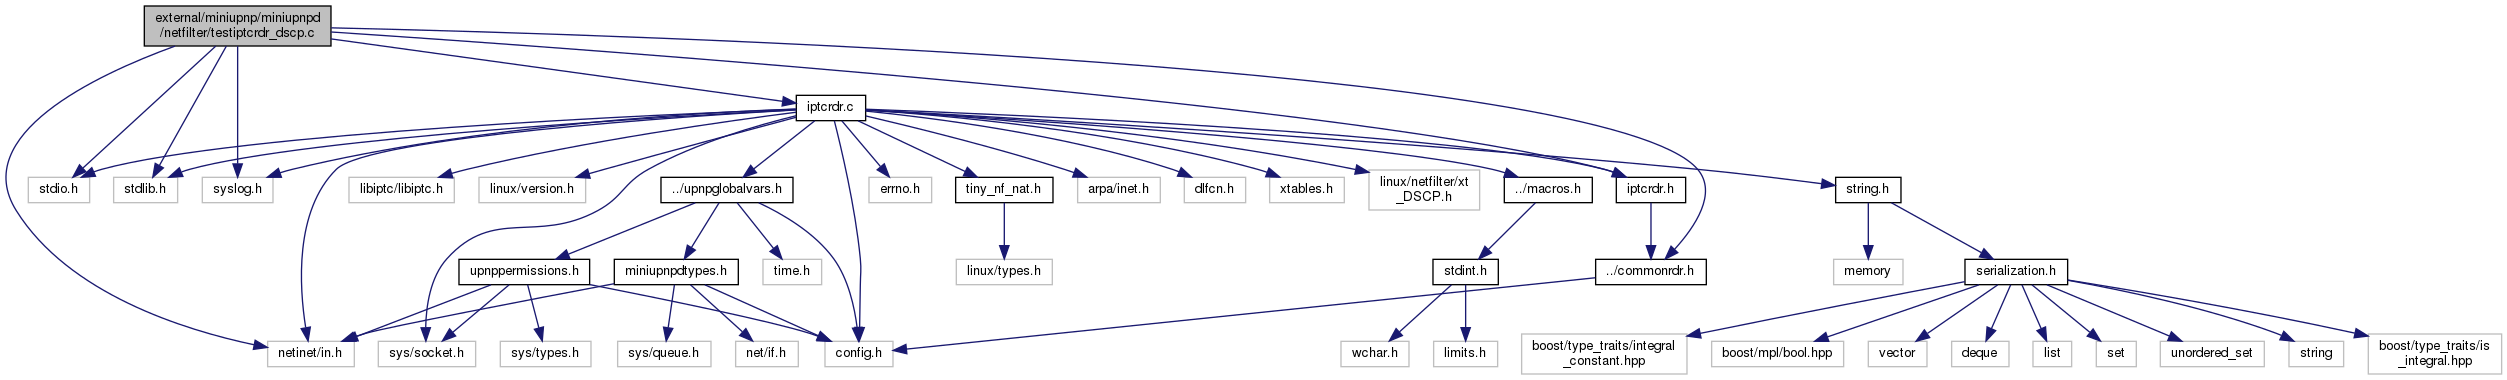 external/miniupnp/miniupnpd
/netfilter/testiptcrdr_dscp.c
iptcrdr.c
stdio.h
stdlib.h
syslog.h
libiptc/libiptc.h
linux/version.h
../upnpglobalvars.h
errno.h
tiny_nf_nat.h
arpa/inet.h
dlfcn.h
xtables.h
linux/netfilter/xt
_DSCP.h
../macros.h
iptcrdr.h
string.h
upnppermissions.h
miniupnpdtypes.h
time.h
linux/types.h
stdint.h
../commonrdr.h
memory
serialization.h
netinet/in.h
sys/socket.h
sys/types.h
sys/queue.h
net/if.h
config.h
wchar.h
limits.h
boost/type_traits/integral
_constant.hpp
boost/mpl/bool.hpp
vector
deque
list
set
unordered_set
string
boost/type_traits/is
_integral.hpp